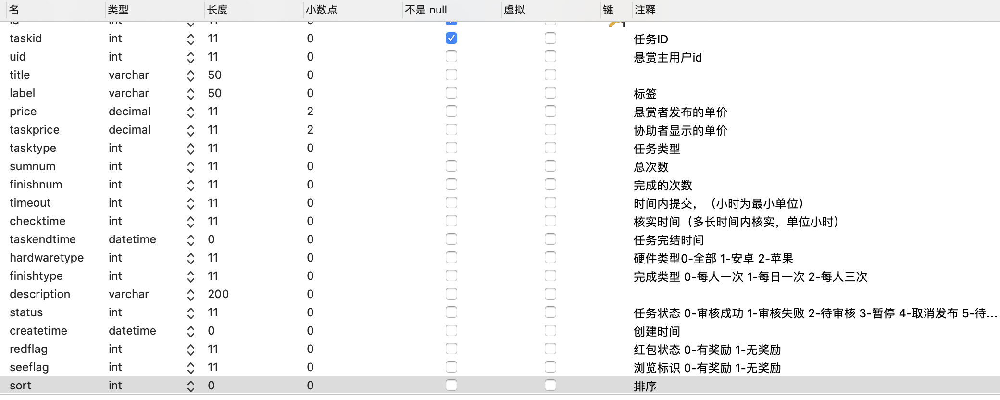 名 类型 长度 小数点 不是 null 虚拟 键 注释
id int 11 0 1
taskid int 11 0 任务ID
uid int 11 0 悬赏主用户id
title varchar 50 0
label varchar 50 0 标签
price decimal 11 2 悬赏者发布的单价
taskprice decimal 11 2 协助者显示的单价
tasktype int 11 0 任务类型
sumnum int 11 0 总次数
finishnum int 11 0 完成的次数
timeout int 11 0 时间内提交，（小时为最小单位）
checktime int 11 0 核实时间（多长时间内核实，单位小时）
taskendtime datetime 0 0 任务完结时间
hardwaretype int 11 0 硬件类型0-全部 1-安卓 2-苹果
finishtype int 11 0 完成类型 0-每人一次 1-每日一次 2-每人三次
description varchar 200 0
status int 11 0 任务状态 0-审核成功 1-审核失败 2-待审核 3-暂停 4-取消发布 5-待...
createtime datetime 0 0 创建时间
redflag int 11 0 红包状态 0-有奖励 1-无奖励
seeflag int 11 0 浏览标识 0-有奖励 1-无奖励
sort int 0 0 排序